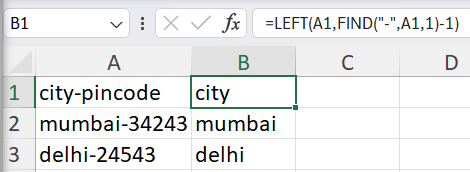 B1 fx =LEFT(A1,FIND("-",A1,1)-1)
A B C D
1 city-pincode city
2 mumbai-34243 mumbai
3 delhi-24543 delhi